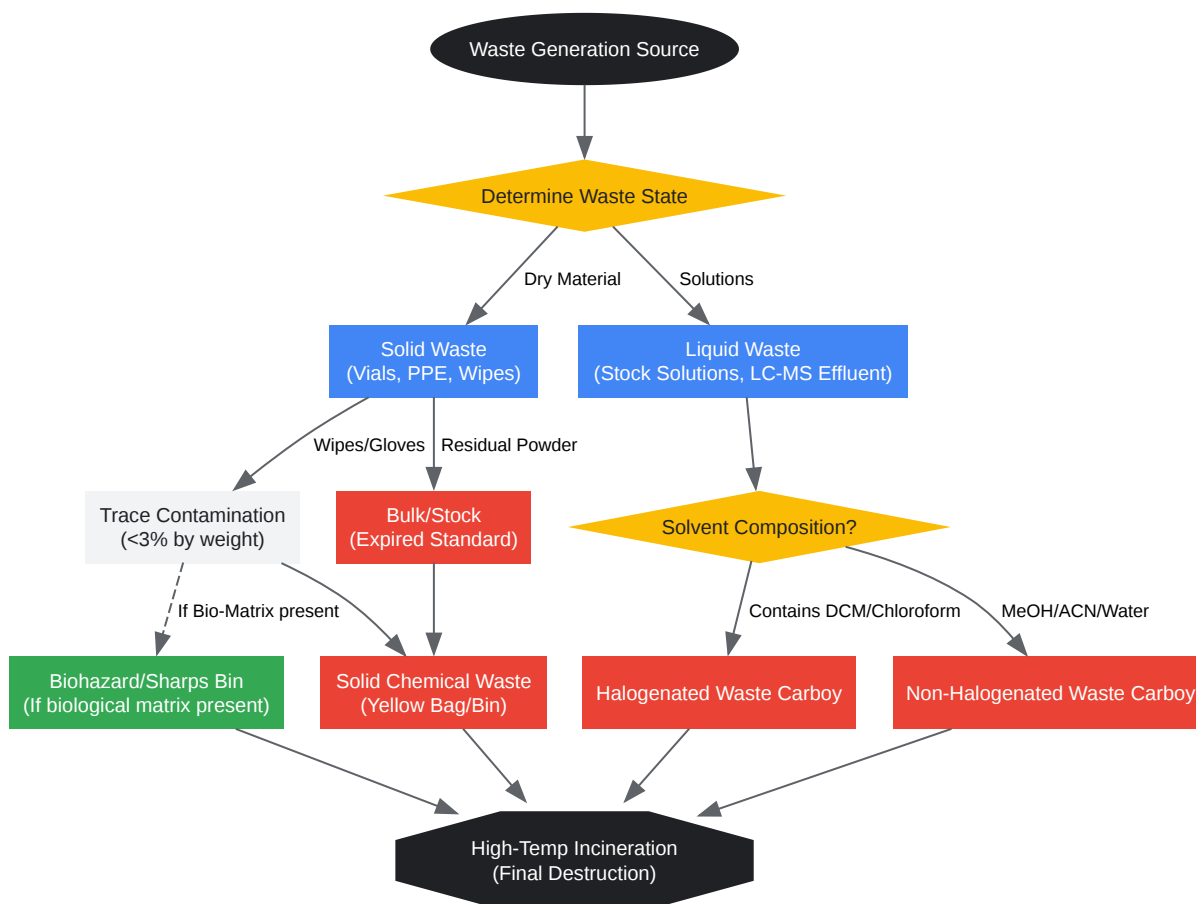 Waste Generation Source
Determine Waste State
Dry Material
Solutions
Solid Waste
(Vials, PPE, Wipes)
Liquid Waste
(Stock Solutions, LC-MS Effluent)
Wipes/Gloves
Residual Powder
Trace Contamination
(<3% by weight)
Bulk/Stock
(Expired Standard)
Solvent Composition?
If Bio-Matrix present
Contains DCM/Chloroform
MeOH/ACN/Water
Biohazard/Sharps Bin
(If biological matrix present)
Solid Chemical Waste
(Yellow Bag/Bin)
Halogenated Waste Carboy
Non-Halogenated Waste Carboy
High-Temp Incineration
(Final Destruction)